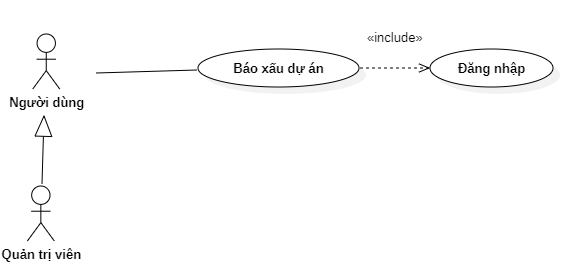 «include»
Báo xấu dự án
Đăng nhập
Người dùng
Quản trị viên